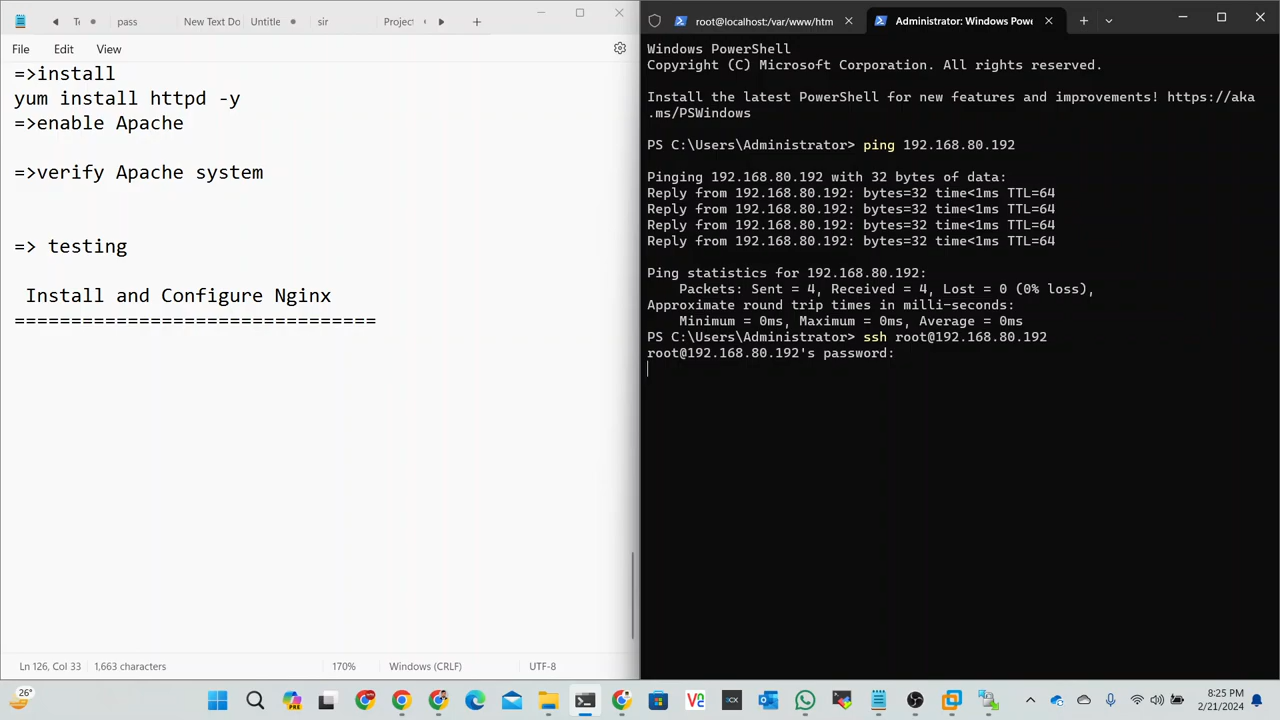 pass
New Text Do
Untitle
sir
Project
File
Edit
View
=>install
yum install httpd -y
=>enable Apache
=>verify Apache system
=> testing
Install and Configure Nginx
================================
Ln 126, Col 33
1,663 characters
170%
Windows (CRLF)
UTF-8
root@localhost:/var/www/htm
Administrator: Windows Pow
Windows PowerShell
Copyright (C) Microsoft Corporation. All rights reserved.
Install the latest PowerShell for new features and improvements! https://aka
.ms/PSWindows
PS C:\Users\Administrator> ping 192.168.80.192
Pinging 192.168.80.192 with 32 bytes of data:
Reply from 192.168.80.192: bytes=32 time<1ms TTL=64
Reply from 192.168.80.192: bytes=32 time<1ms TTL=64
Reply from 192.168.80.192: bytes=32 time<1ms TTL=64
Reply from 192.168.80.192: bytes=32 time<1ms TTL=64
Ping statistics for 192.168.80.192:
Packets: Sent = 4, Received = 4, Lost = 0 (0% loss),
Approximate round trip times in milli-seconds:
Minimum = 0ms, Maximum = 0ms, Average = 0ms
PS C:\Users\Administrator> ssh root@192.168.80.192
root@192.168.80.192's password:
26°
8:25 PM
2/21/2024